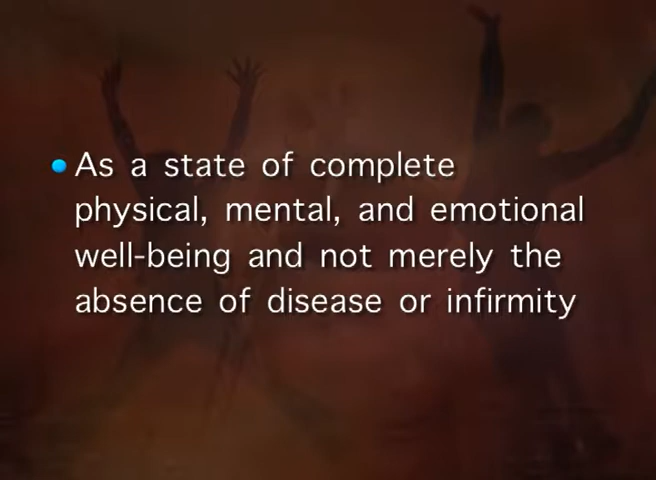 As a state of complete
physical, mental, and emotional
well-being and not merely the
absence of disease or infirmity